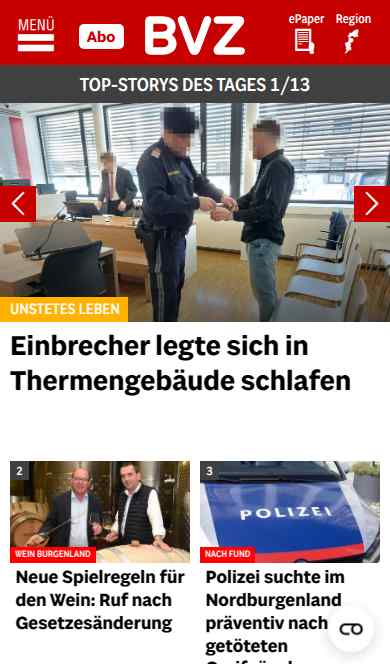 MENÜ
Abo
BVZ
ePaper
Region
TOP-STORYS DES TAGES 1/13
UNSTETES LEBEN
Einbrecher legte sich in
Thermengebäude schlafen
2
WEIN BURGENLAND
Neue Spielregeln für
den Wein: Ruf nach
Gesetzesänderung
3
POLIZEI
NACH FUND
Polizei suchte im
Nordburgenland
präventiv nach
getöteten